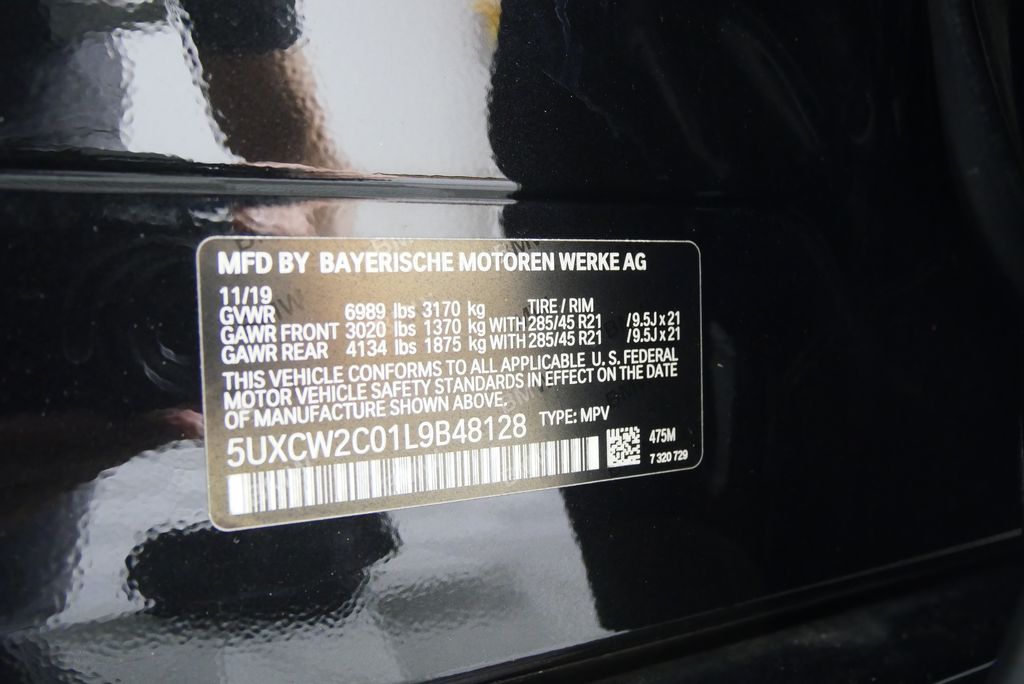 MFD BY BAYERISCHE MOTOREN WERKE AG
11/19
GVWR 6989 lbs 3170 kg TIRE / RIM
GAWR FRONT 3020 lbs 1370 kg WITH 285/45 R21 /9.5J x 21
GAWR REAR 4134 lbs 1875 kg WITH 285/45 R21 /9.5J x 21
THIS VEHICLE CONFORMS TO ALL APPLICABLE U.S. FEDERAL
MOTOR VEHICLE SAFETY STANDARDS IN EFFECT ON THE DATE
OF MANUFACTURE SHOWN ABOVE.
5UXCW2C01L9B48128 TYPE: MPV
475M
7 320 729